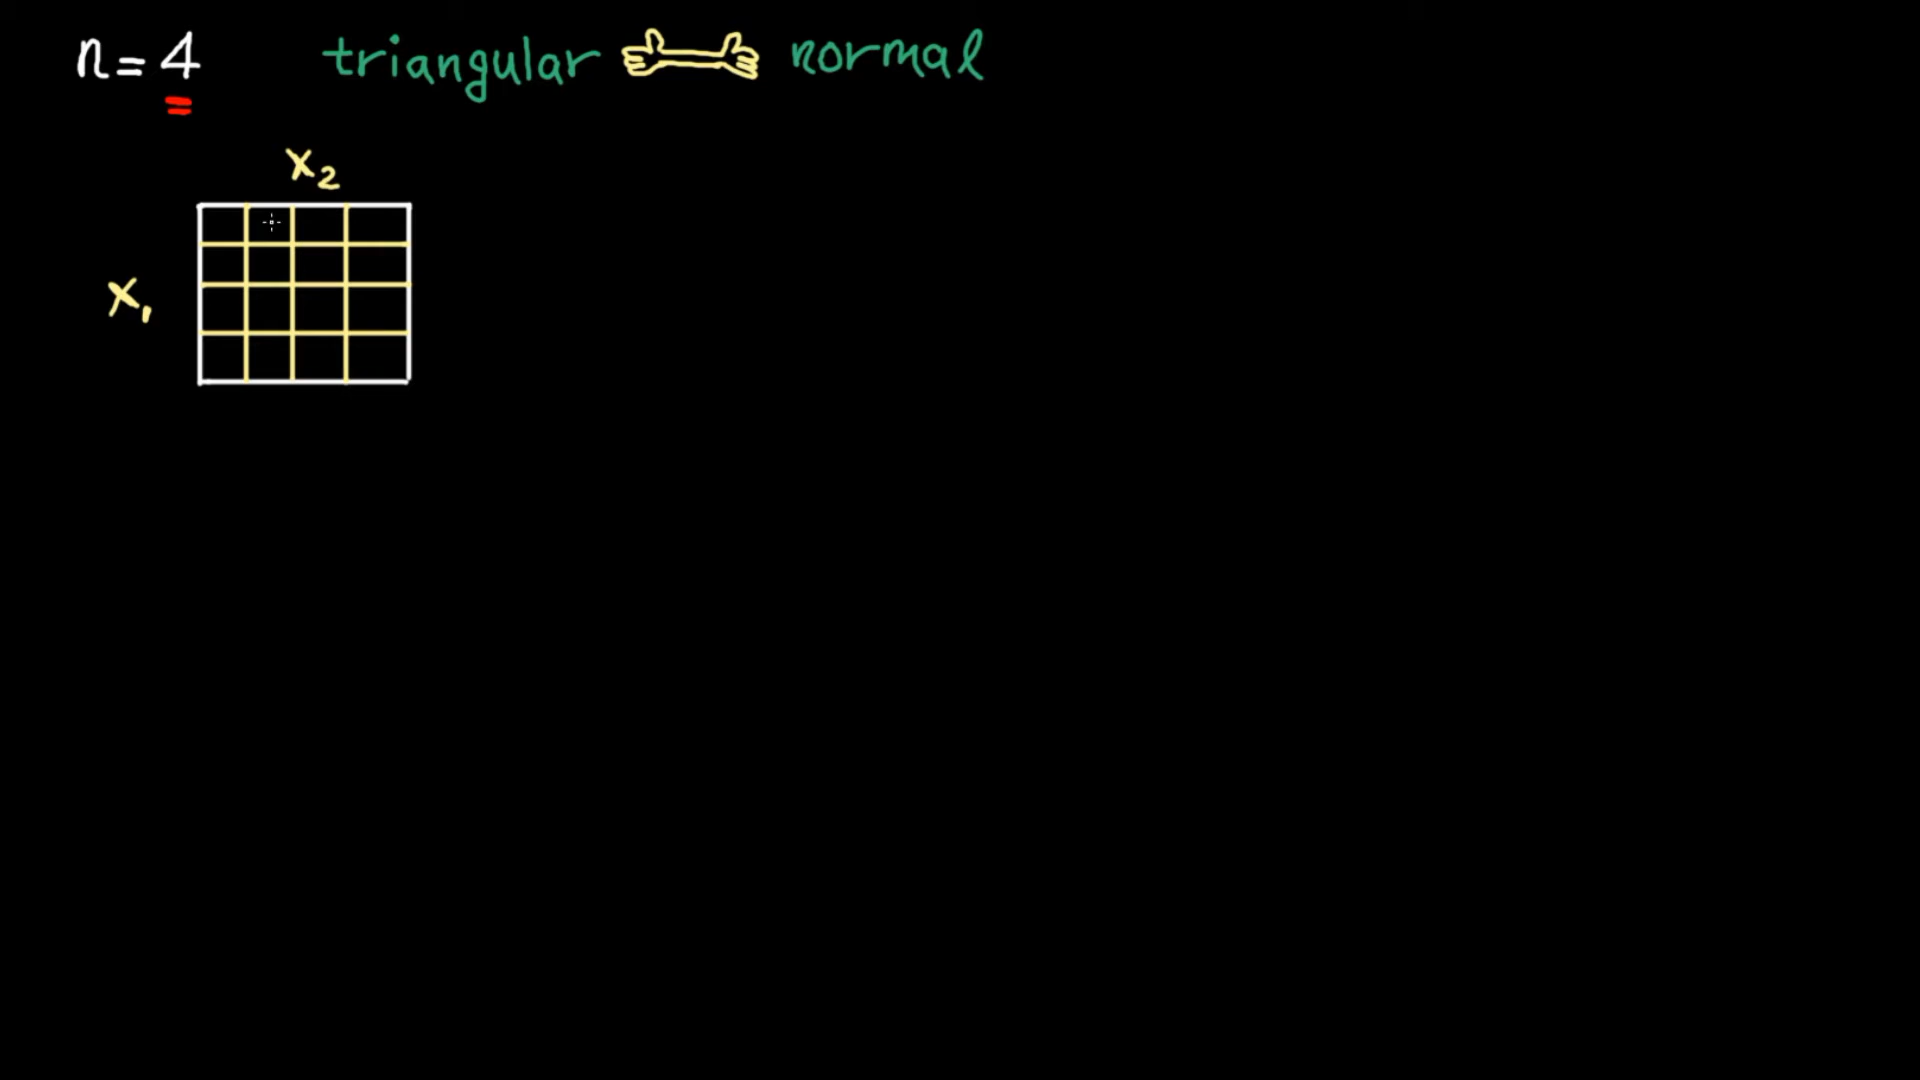 n = 4 triangular normal
x₂
x₁